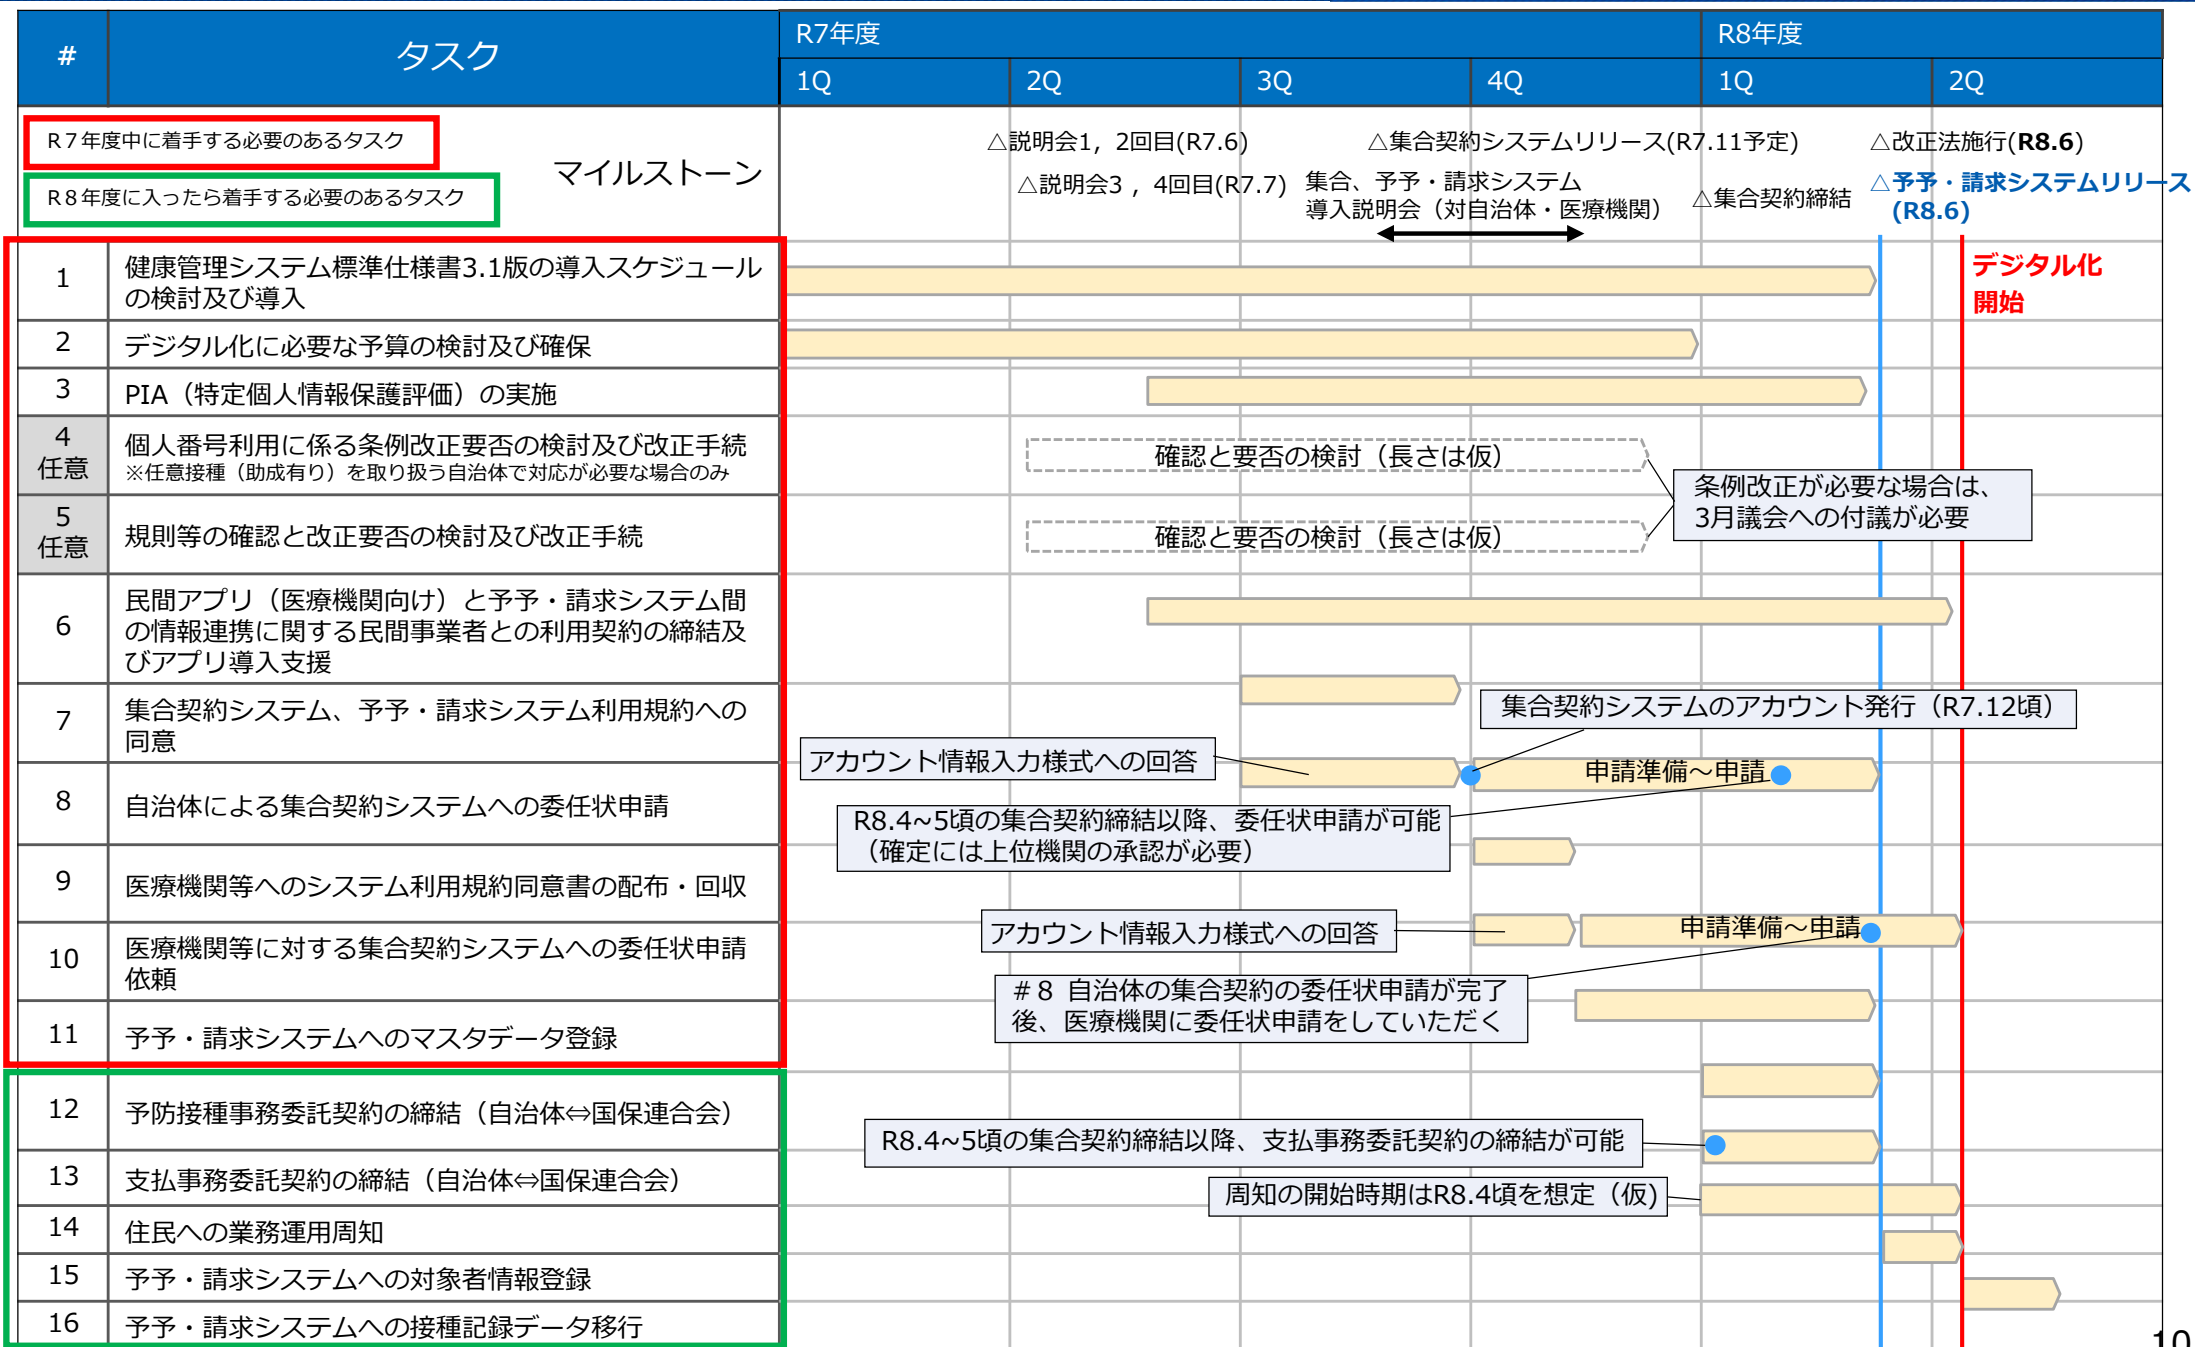 # タスク R7年度 R8年度
1Q 2Q 3Q 4Q 1Q 2Q
R７年度中に着手する必要のあるタスク
R８年度に入ったら着手する必要のあるタスク
マイルストーン
△説明会1，2回目(R7.6)
△集合契約システムリリース(R7.11予定)
△改正法施行(R8.6)
△説明会3，4回目(R7.7)
集合、予予・請求システム
導入説明会（対自治体・医療機関）
△集合契約締結
△予予・請求システムリリース
(R8.6)
デジタル化
開始
1 健康管理システム標準仕様書3.1版の導入スケジュール
の検討及び導入
2 デジタル化に必要な予算の検討及び確保
3 PIA（特定個人情報保護評価）の実施
4
任意
個人番号利用に係る条例改正要否の検討及び改正手続
※任意接種（助成有り）を取り扱う自治体で対応が必要な場合のみ
確認と要否の検討（長さは仮）
条例改正が必要な場合は、
3月議会への付議が必要
5
任意
規則等の確認と改正要否の検討及び改正手続
確認と要否の検討（長さは仮）
6 民間アプリ（医療機関向け）と予予・請求システム間
の情報連携に関する民間事業者との利用契約の締結及
びアプリ導入支援
7 集合契約システム、予予・請求システム利用規約への
同意
集合契約システムのアカウント発行（R7.12頃）
アカウント情報入力様式への回答
申請準備～申請
8 自治体による集合契約システムへの委任状申請
R8.4~5頃の集合契約締結以降、委任状申請が可能
（確定には上位機関の承認が必要）
9 医療機関等へのシステム利用規約同意書の配布・回収
アカウント情報入力様式への回答
申請準備～申請
10 医療機関等に対する集合契約システムへの委任状申請
依頼
＃８ 自治体の集合契約の委任状申請が完了
後、医療機関に委任状申請をしていただく
11 予予・請求システムへのマスタデータ登録
12 予防接種事務委託契約の締結（自治体⇔国保連合会）
R8.4~5頃の集合契約締結以降、支払事務委託契約の締結が可能
13 支払事務委託契約の締結（自治体⇔国保連合会）
周知の開始時期はR8.4頃を想定（仮)
14 住民への業務運用周知
15 予予・請求システムへの対象者情報登録
16 予予・請求システムへの接種記録データ移行
10